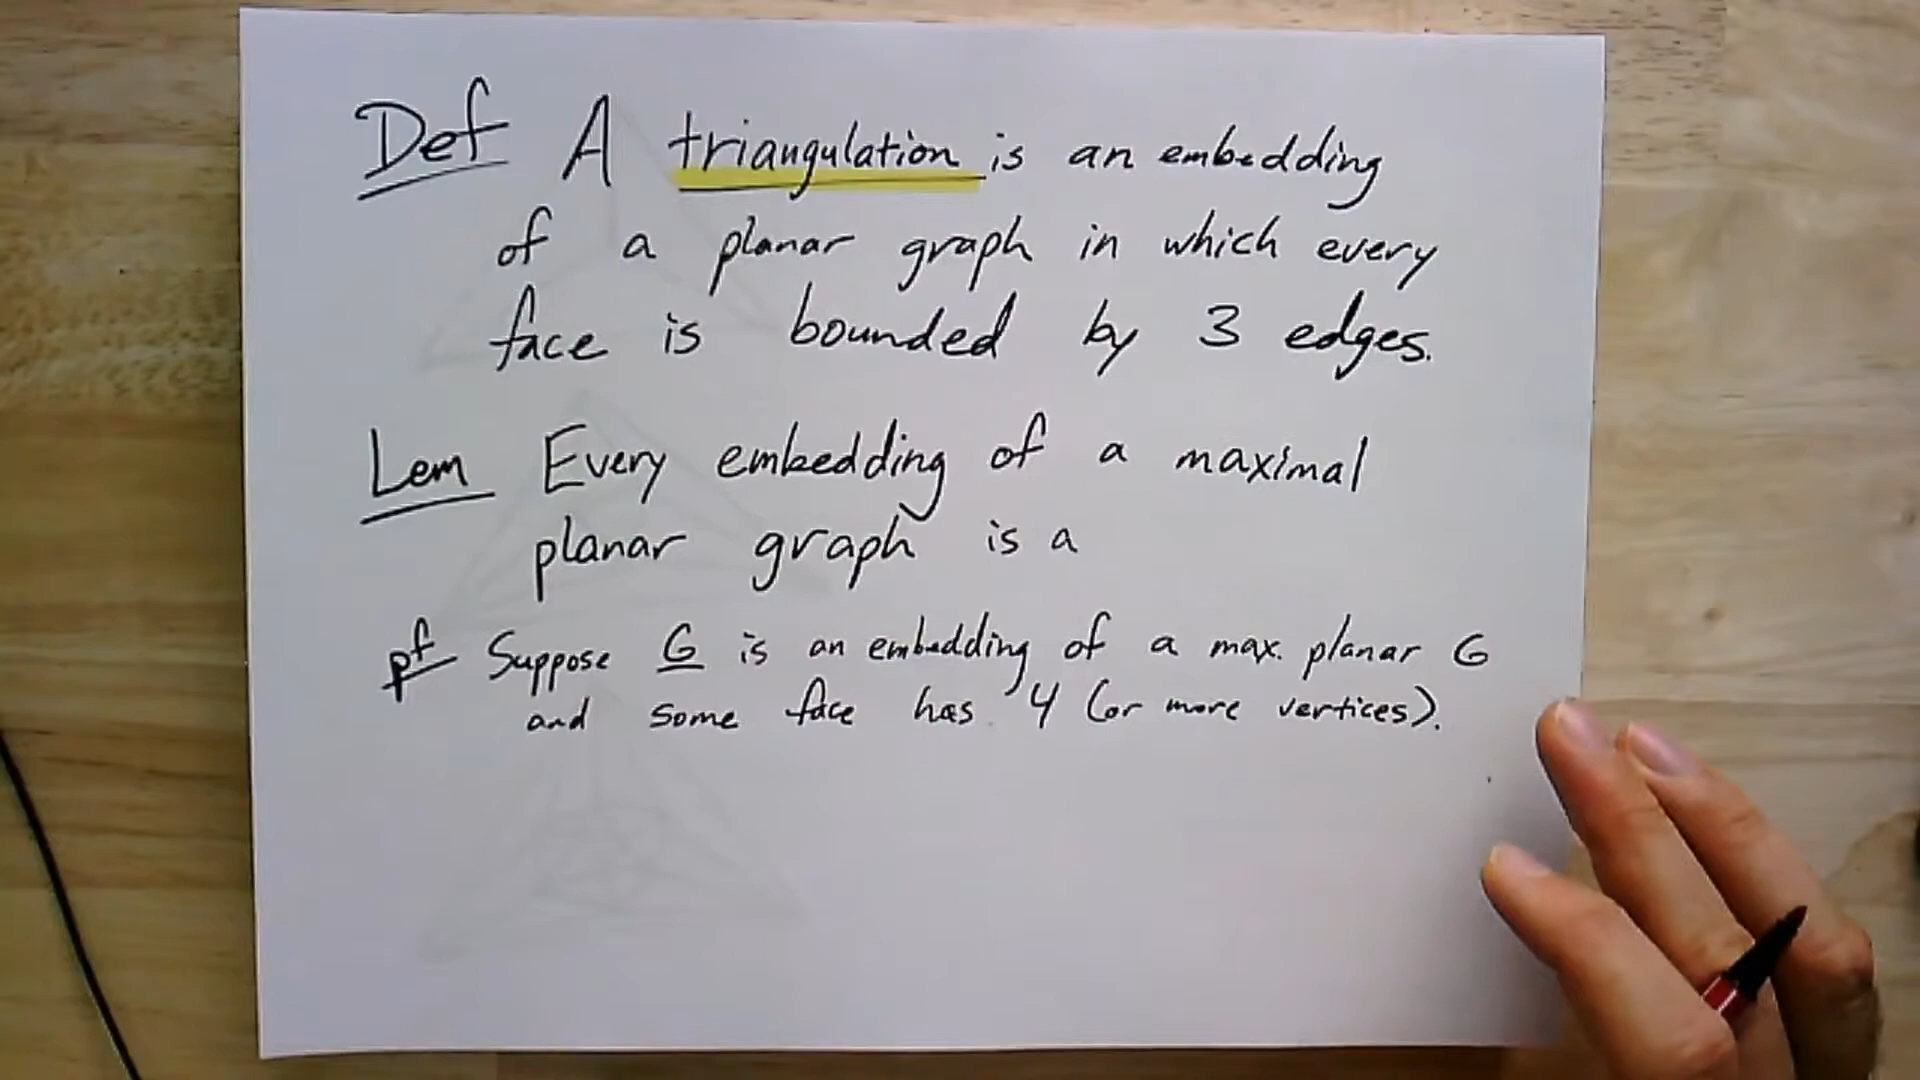 Def A triangulation is an embedding
of a planar graph in which every
face is bounded by 3 edges.
Lem Every embedding of a maximal
planar graph is a
pf Suppose G is an embedding of a max. planar G
and some face has 4 (or more vertices).